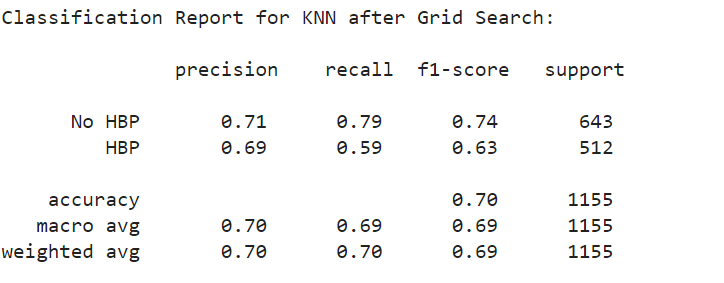 Classification Report for KNN after Grid Search:
precision recall f1-score support
No HBP 0.71 0.79 0.74 643
HBP 0.69 0.59 0.63 512
accuracy 0.70 1155
macro avg 0.70 0.69 0.69 1155
weighted avg 0.70 0.70 0.69 1155